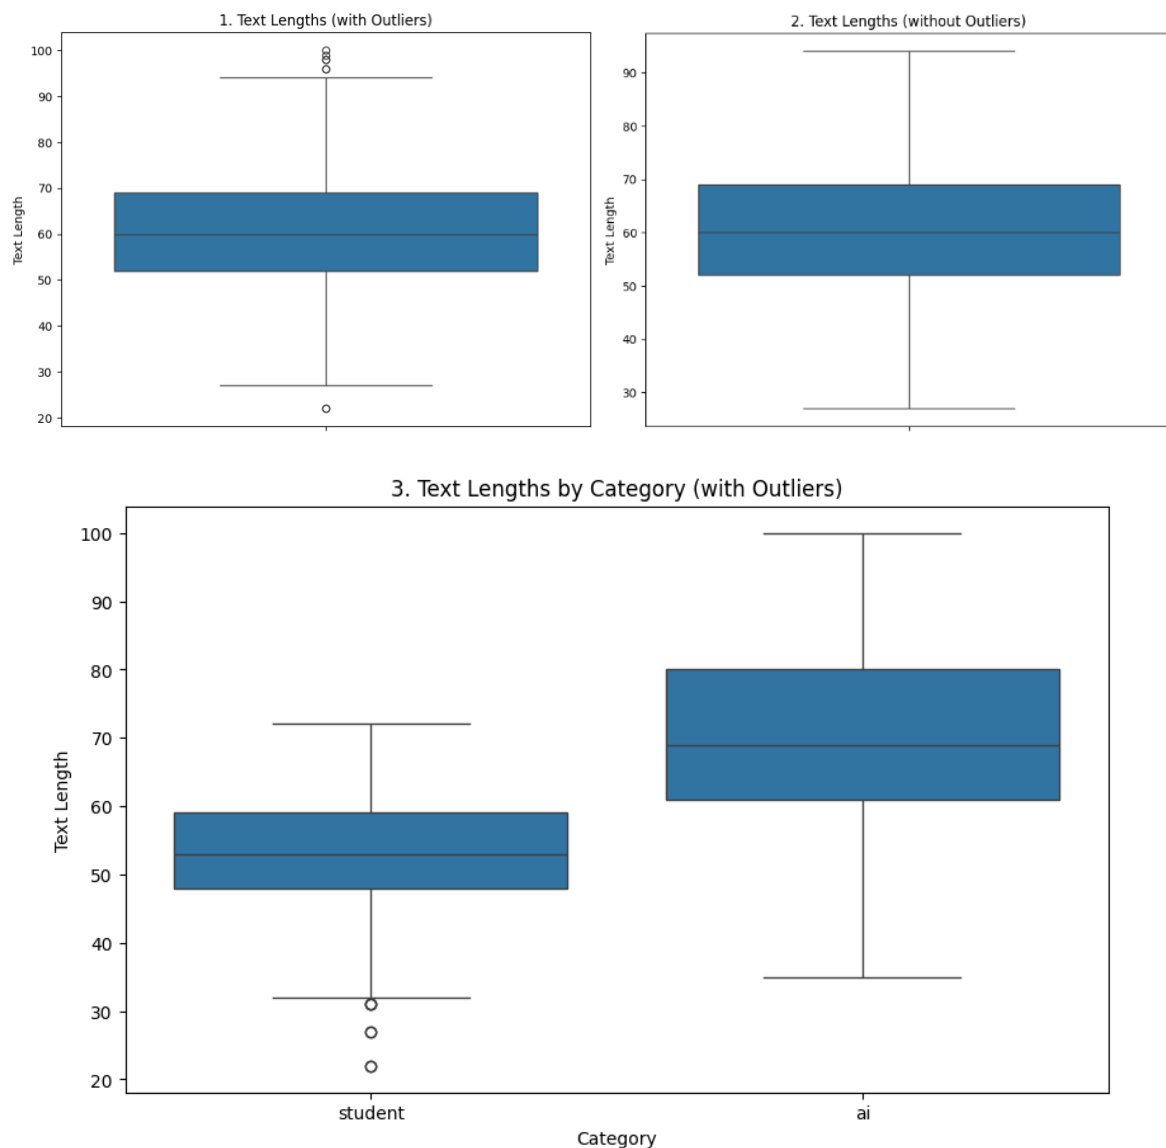 1. Text Lengths (with Outliers)
100
90
80
70
60
50
40
30
20
Text Length
2. Text Lengths (without Outliers)
90
80
70
60
50
40
30
Text Length
3. Text Lengths by Category (with Outliers)
100
90
80
70
60
50
40
30
20
Text Length
student
ai
Category